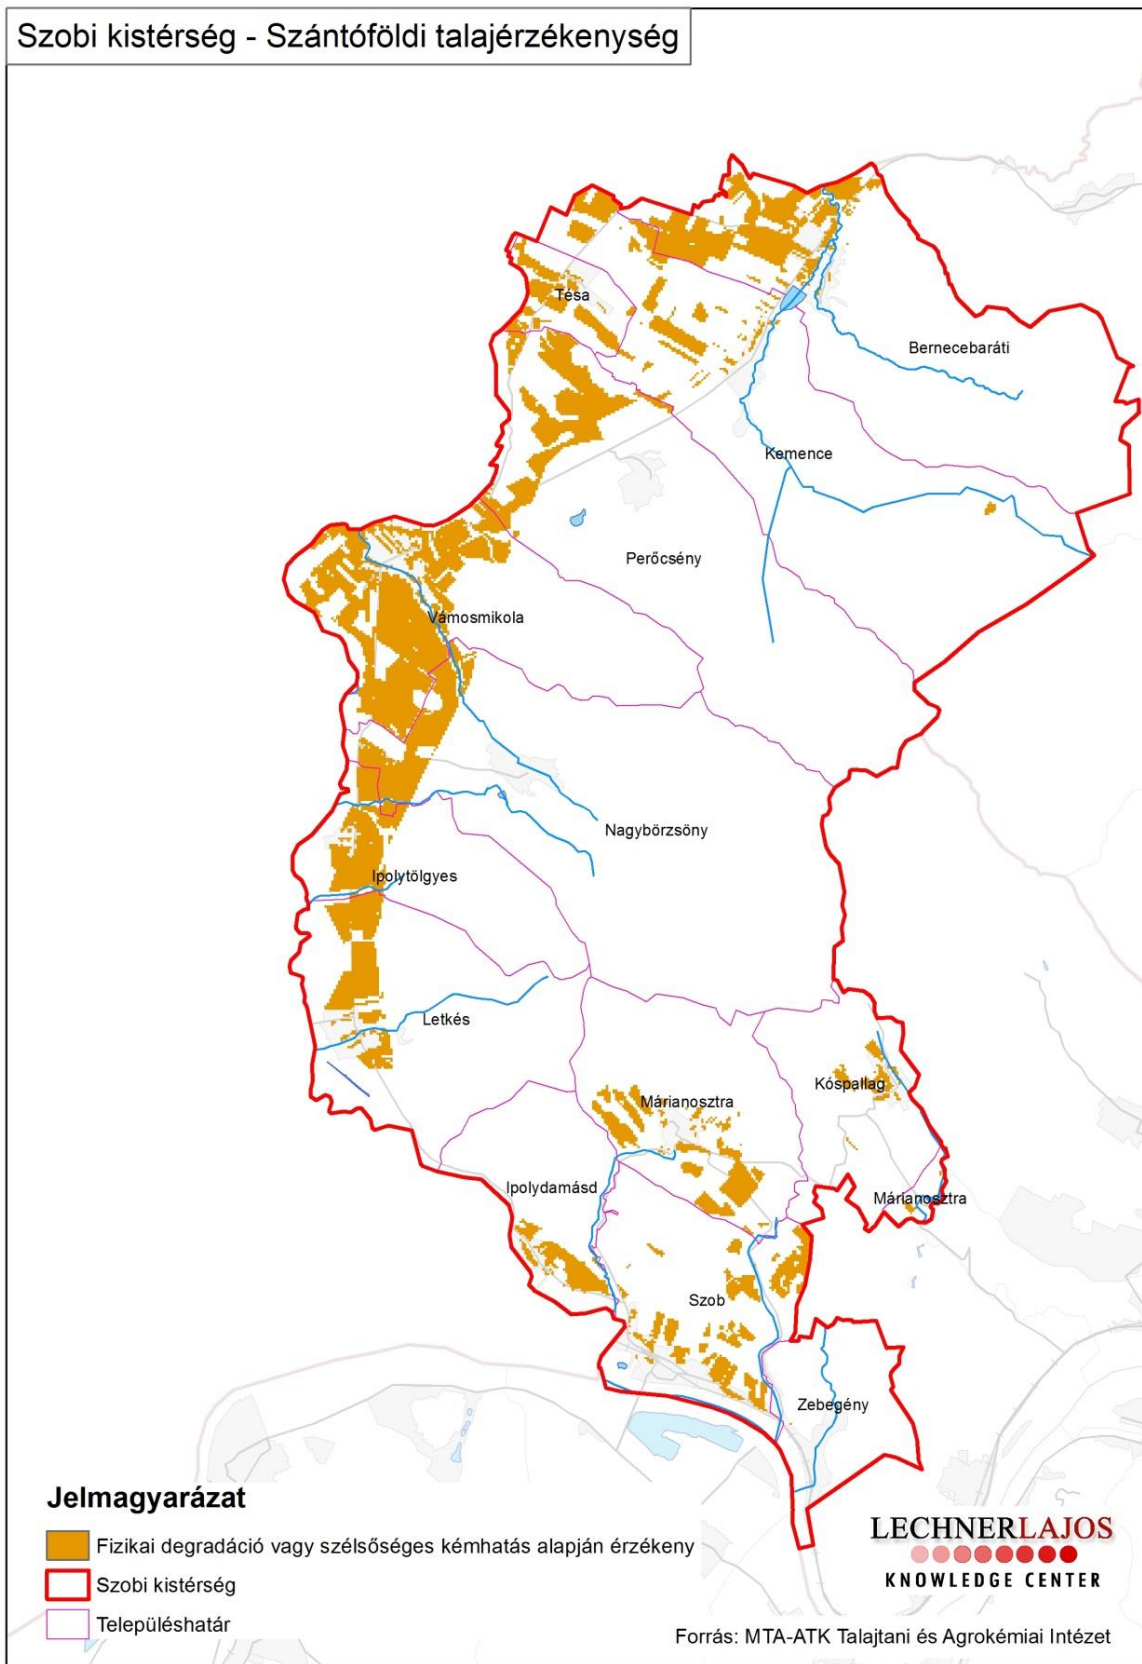 Szobi kistérség - Szántóföldi talajérzékenység
Tésa
Bernecebaráti
Kemence
Perőcsény
Vámosmikola
Nagybörzsöny
Ipolytölgyes
Letkés
Kóspallag
Márianosztra
Ipolydamásd
Márianosztra
Szob
Zebegény
Jelmagyarázat
Fizikai degradáció vagy szélsőséges kémhatás alapján érzékeny
Szobi kistérség
Településhatár
LECHNERLAJOS
KNOWLEDGE CENTER
Forrás: MTA-ATK Talajtani és Agrokémiai Intézet